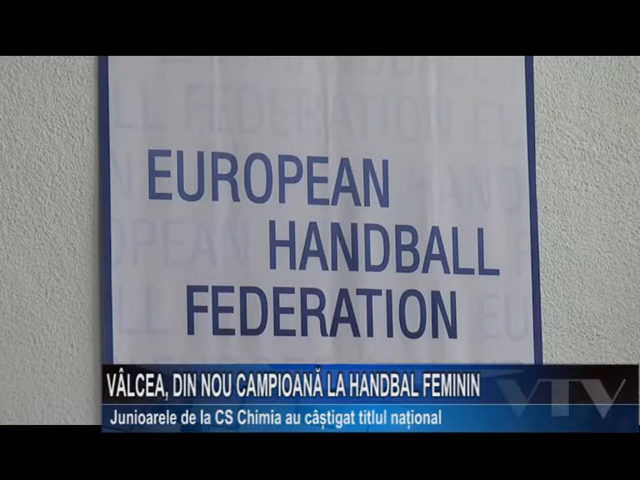 EUROPEAN
HANDBALL
FEDERATION
VÂLCEA, DIN NOU CAMPIOANĂ LA HANDBAL FEMININ
Junioarele de la CS Chimia au câștigat titlul național
VTV